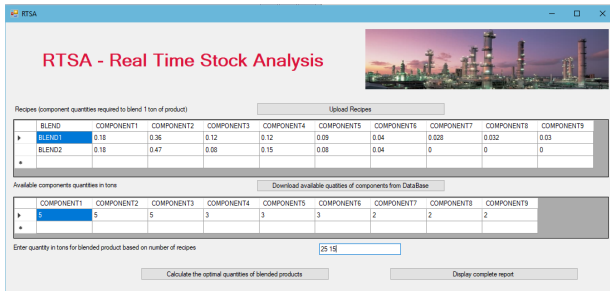 RTSA
RTSA - Real Time Stock Analysis
Recipes (component quantities required to blend 1 ton of product)
Upload Recipes
BLEND COMPONENT1 COMPONENT2 COMPONENT3 COMPONENT4 COMPONENT5 COMPONENT6 COMPONENT7 COMPONENT8 COMPONENT9
BLEND1 0.18 0.36 0.12 0.12 0.09 0.04 0.028 0.032 0.03
BLEND2 0.18 0.47 0.08 0.15 0.08 0.04 0 0 0
Available components quantities in tons
Download available quatities of components from DataBase
COMPONENT1 COMPONENT2 COMPONENT3 COMPONENT4 COMPONENT5 COMPONENT6 COMPONENT7 COMPONENT8 COMPONENT9
5 5 5 3 3 3 2 2 2
Enter quantity in tons for blended product based on number of recipes
25 15
Calculate the optimal quantities of blended products
Display complete report